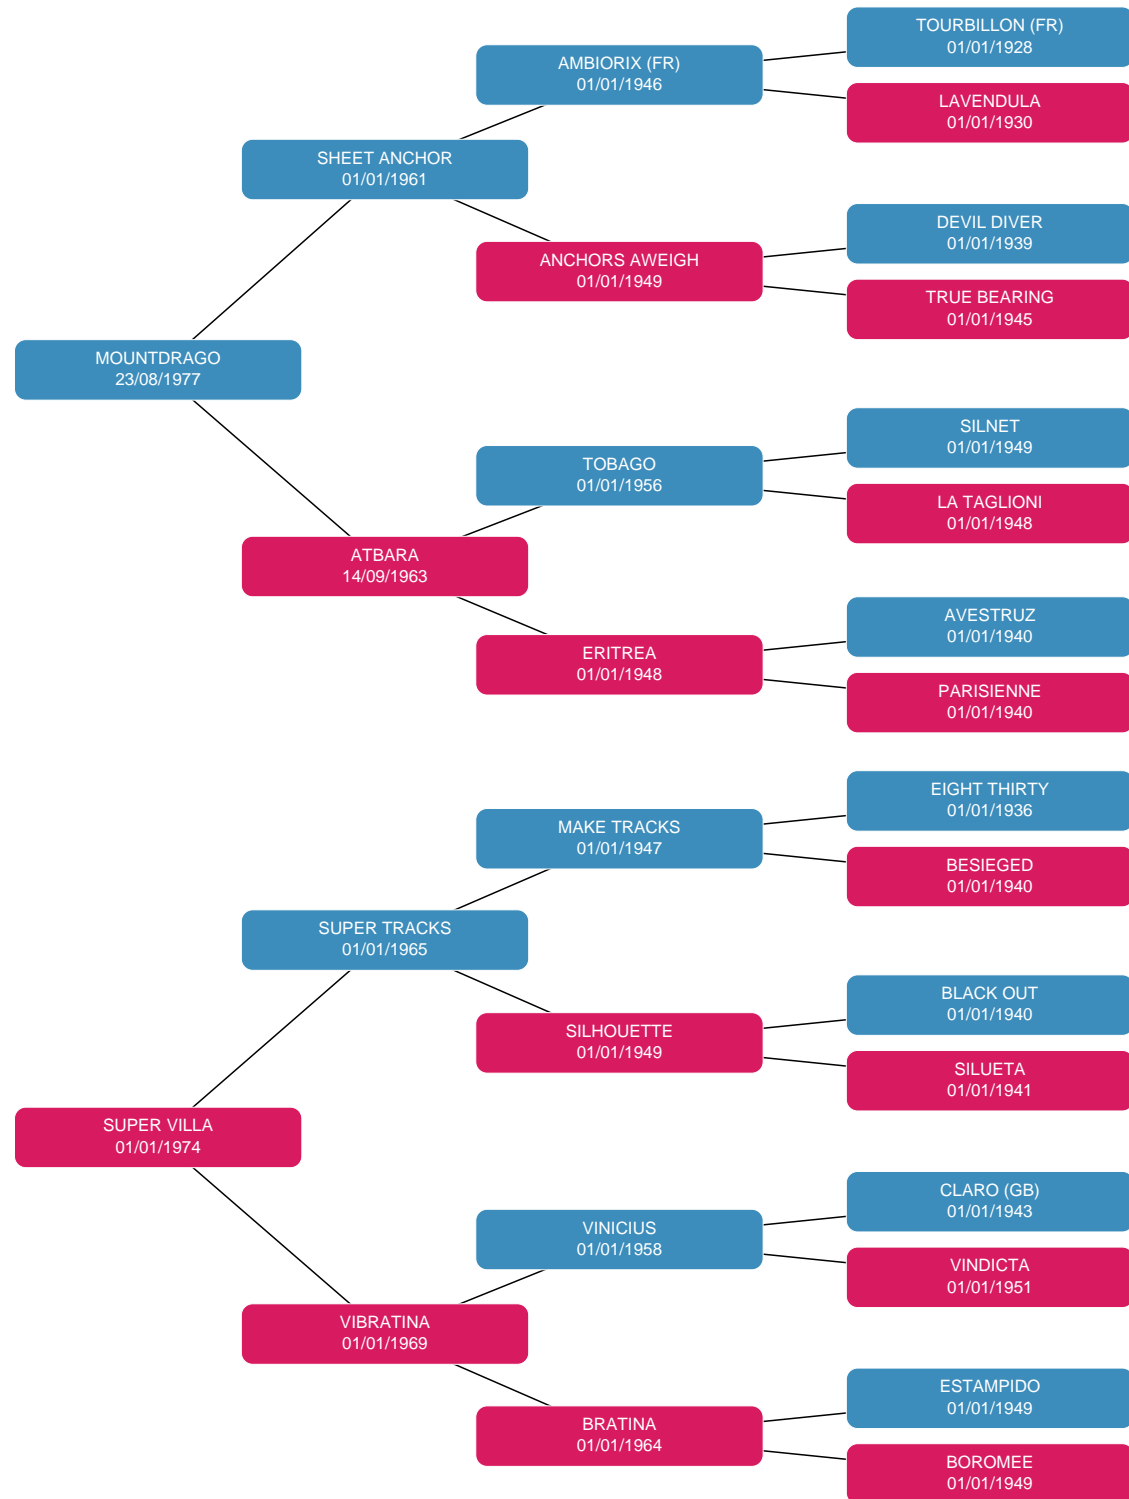 TOURBILLON (FR)
01/01/1928
AMBIORIX (FR)
01/01/1946
LAVENDULA
01/01/1930
SHEET ANCHOR
01/01/1961
DEVIL DIVER
01/01/1939
ANCHORS AWEIGH
01/01/1949
TRUE BEARING
01/01/1945
MOUNTDRAGO
23/08/1977
SILNET
01/01/1949
TOBAGO
01/01/1956
LA TAGLIONI
01/01/1948
ATBARA
14/09/1963
AVESTRUZ
01/01/1940
ERITREA
01/01/1948
PARISIENNE
01/01/1940
EIGHT THIRTY
01/01/1936
MAKE TRACKS
01/01/1947
BESIEGED
01/01/1940
SUPER TRACKS
01/01/1965
BLACK OUT
01/01/1940
SILHOUETTE
01/01/1949
SILUETA
01/01/1941
SUPER VILLA
01/01/1974
CLARO (GB)
01/01/1943
VINICIUS
01/01/1958
VINDICTA
01/01/1951
VIBRATINA
01/01/1969
ESTAMPIDO
01/01/1949
BRATINA
01/01/1964
BOROMEE
01/01/1949